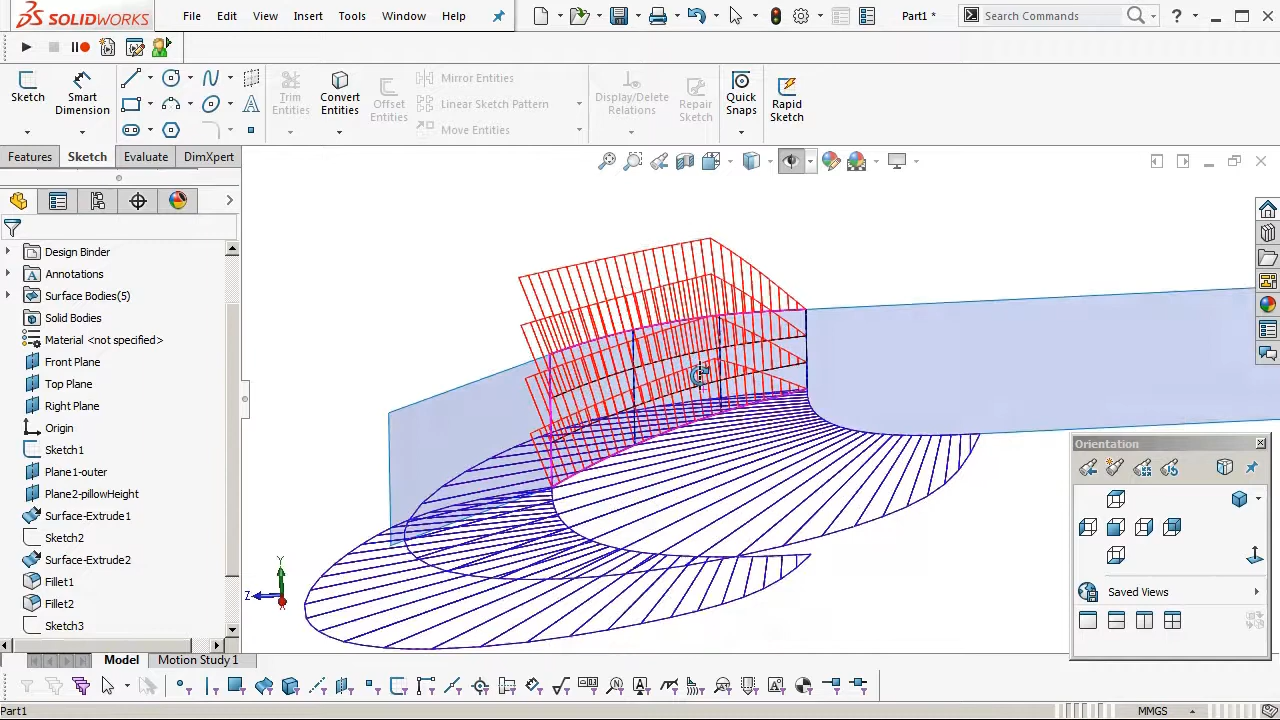 SOLIDWORKS File Edit View Insert Tools Window Help Part1 * Search Commands ?
Sketch Smart Dimension Trim Entities Convert Entities Offset Entities Mirror Entities Linear Sketch Pattern Move Entities Display/Delete Relations Repair Sketch Quick Snaps Rapid Sketch
Features Sketch Evaluate DimXpert
Design Binder
Annotations
Surface Bodies(5)
Solid Bodies
Material <not specified>
Front Plane
Top Plane
Right Plane
Origin
Sketch1
Plane1-outer
Plane2-pillowHeight
Surface-Extrude1
Sketch2
Surface-Extrude2
Fillet1
Fillet2
Sketch3
Y
Z
X
Orientation
Saved Views
Model Motion Study 1
Part1 MMGS